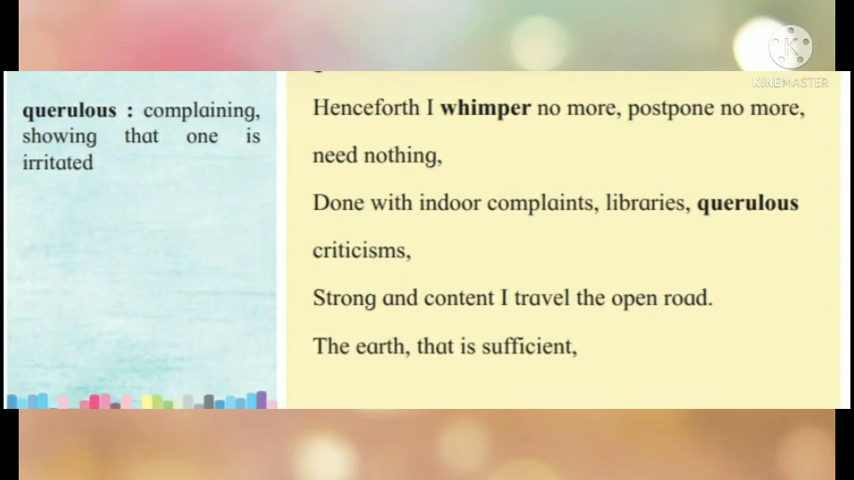 KINEMASTER
querulous : complaining,
showing that one is
irritated
Henceforth I whimper no more, postpone no more,
need nothing,
Done with indoor complaints, libraries, querulous
criticisms,
Strong and content I travel the open road.
The earth, that is sufficient,